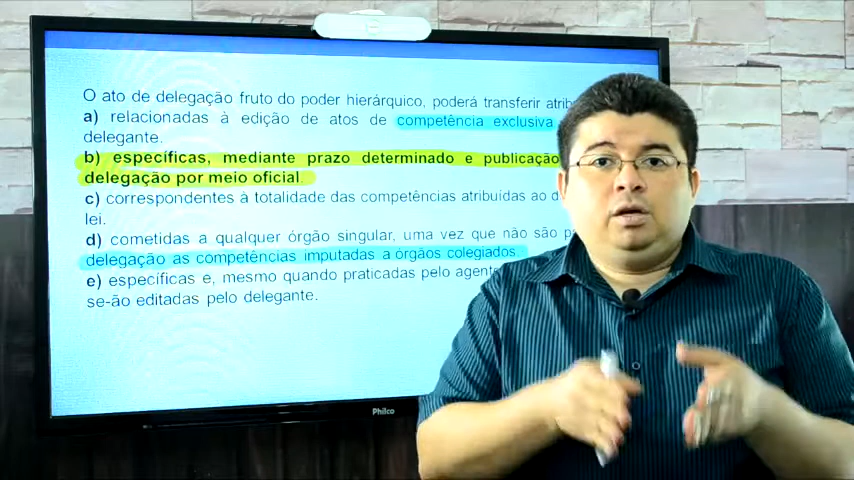 O ato de delegação fruto do poder hierárquico, poderá transferir
a) relacionadas à edição de atos de competência exclusiva
delegante.
b) específicas, mediante prazo determinado e publicação
delegação por meio oficial.
c) correspondentes à totalidade das competências atribuídas ao
lei.
d) cometidas a qualquer órgão singular, uma vez que não são
delegação as competências imputadas a órgãos colegiados.
e) específicas e, mesmo quando praticadas pelo
se-ão editadas pelo delegante.
Philco